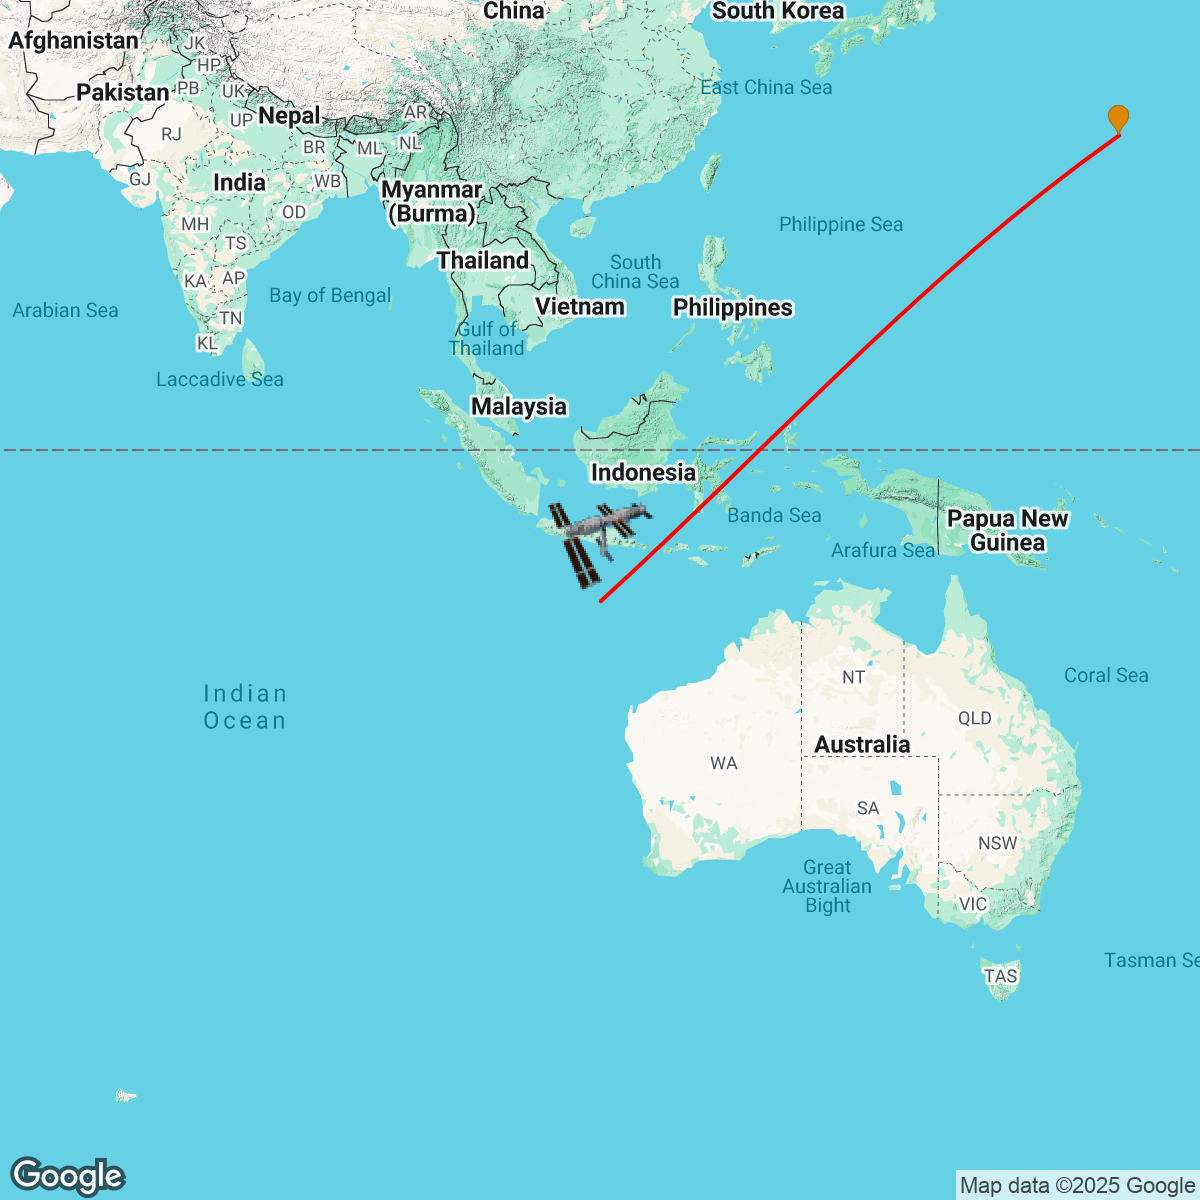 China
South Korea
Afghanistan
JK
HP
East China Sea
Pakistan
PB
UK
Nepal
AR
UP
RJ
BR
ML
NL
GJ
India
WB
Myanmar
(Burma)
OD
MH
Philippine Sea
TS
Thailand
South
China Sea
KA
AP
Bay of Bengal
Arabian Sea
Vietnam
Philippines
TN
Gulf of
Thailand
KL
Laccadive Sea
Malaysia
Indonesia
Banda Sea
Papua New
Guinea
Arafura Sea
Coral Sea
NT
Indian
Ocean
QLD
Australia
WA
SA
NSW
Great
Australian
Bight
VIC
Tasman Se
TAS
Google
Map data ©2025 Google